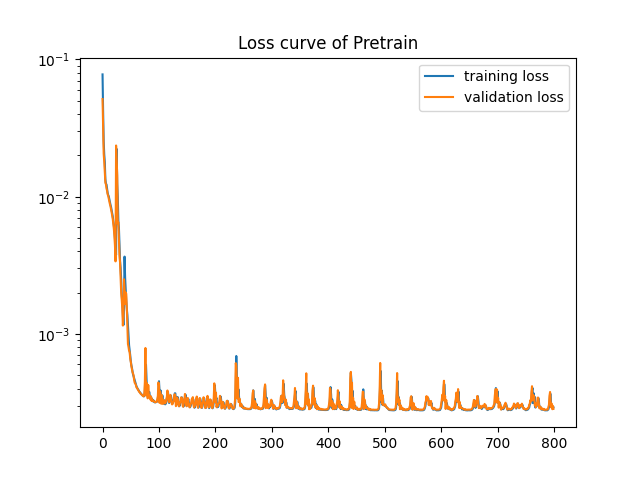 Loss curve of Pretrain
training loss
validation loss
10⁻¹
10⁻²
10⁻³
0 100 200 300 400 500 600 700 800